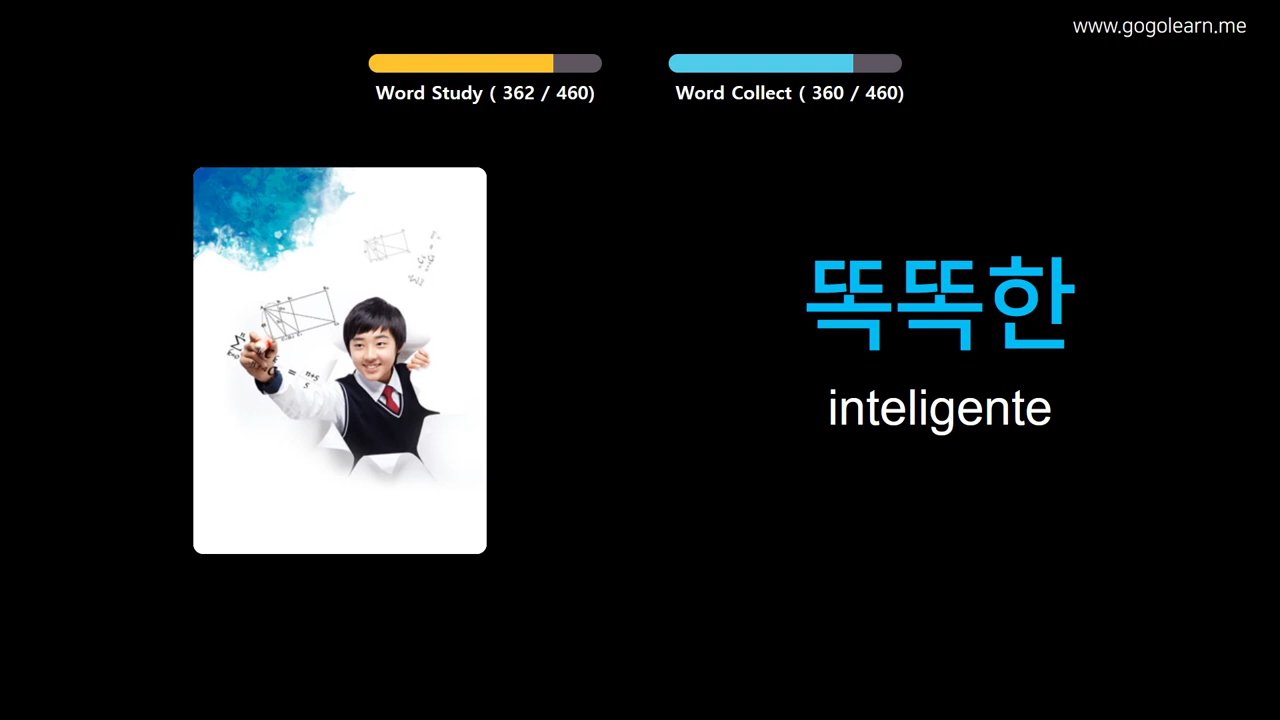 www.gogolearn.me
Word Study ( 362 / 460)
Word Collect ( 360 / 460)
똑똑한
inteligente